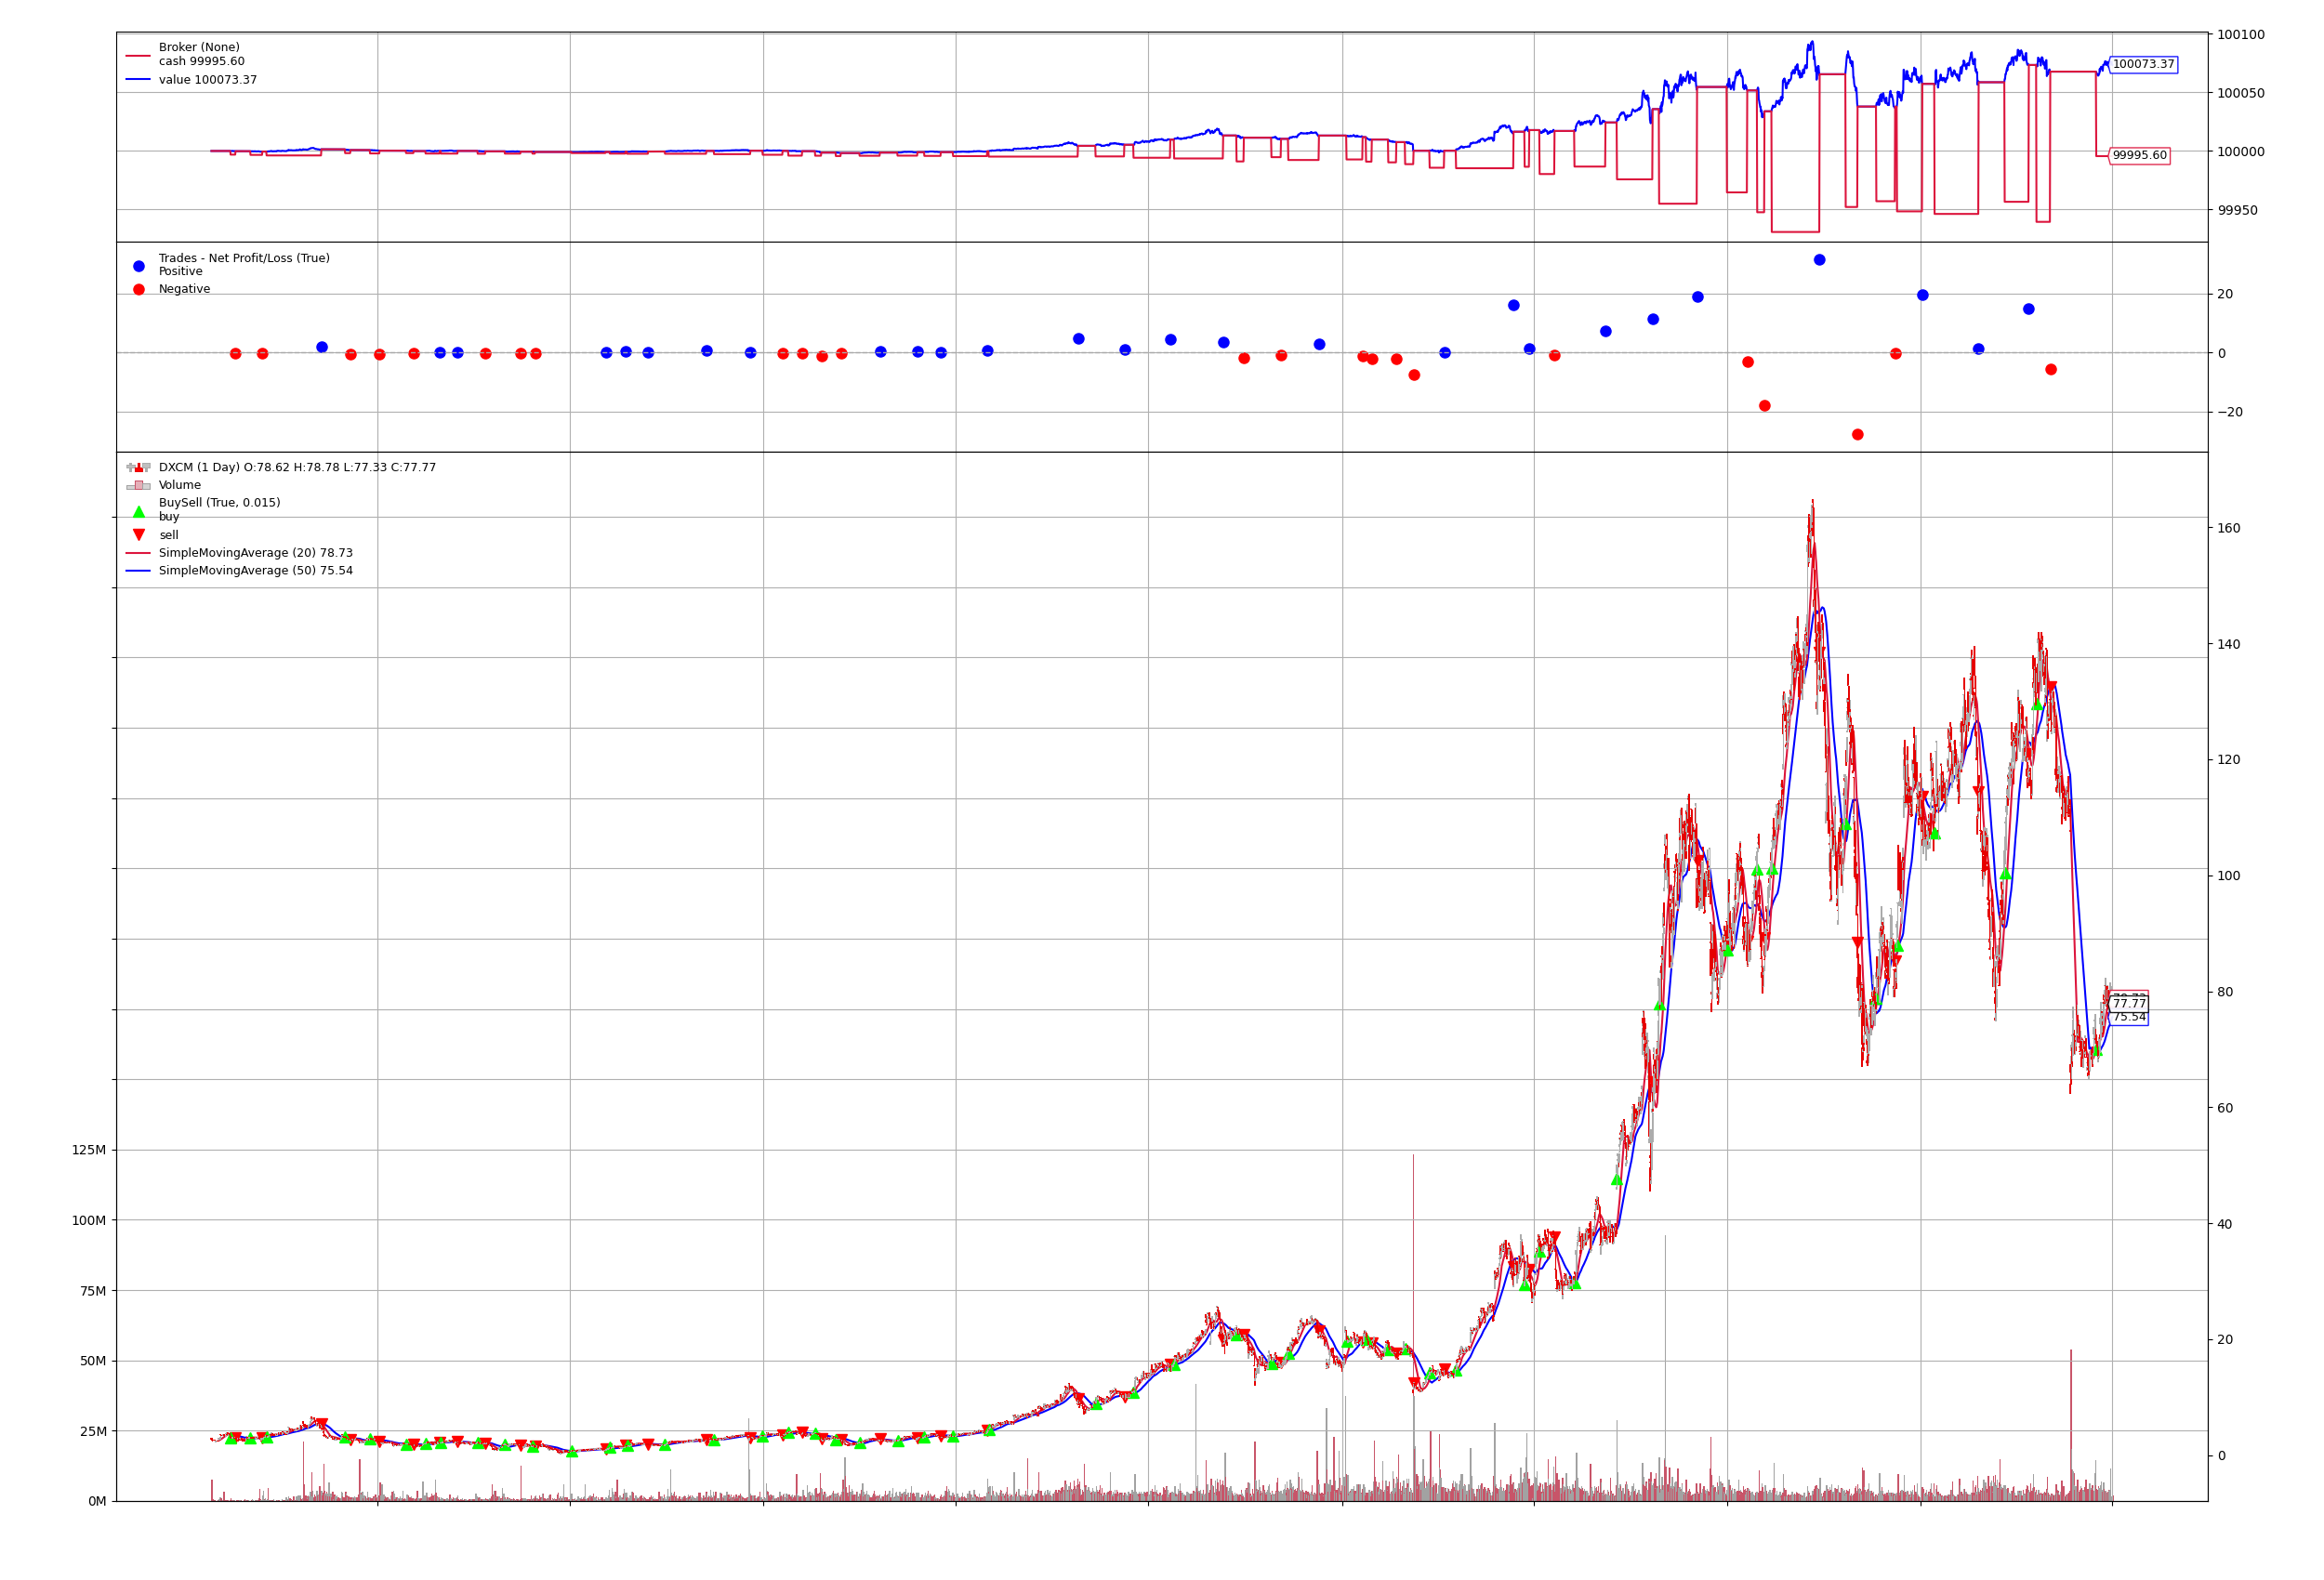 Broker (None)
cash 99995.60
value 100073.37
100100
100073.37
100050
100000
99995.60
99950
Trades - Net Profit/Loss (True)
Positive
Negative
20
0
−20
DXCM (1 Day) O:78.62 H:78.78 L:77.33 C:77.77
Volume
BuySell (True, 0.015)
buy
sell
SimpleMovingAverage (20) 78.73
SimpleMovingAverage (50) 75.54
160
140
120
100
80
77.77
75.54
60
40
20
0
125M
100M
75M
50M
25M
0M